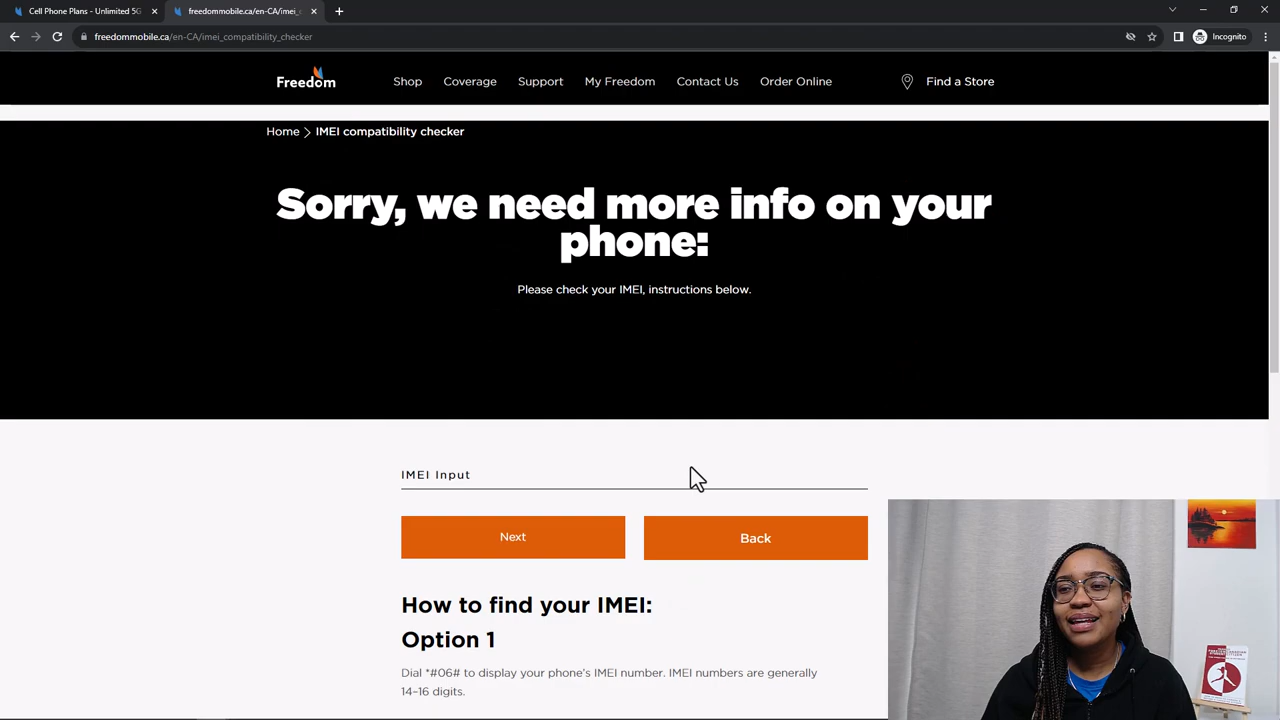 Cell Phone Plans - Unlimited 5G
freedommobile.ca/en-CA/imei_c
freedommobile.ca/en-CA/imei_compatibility_checker
Incognito
Freedom
Shop
Coverage
Support
My Freedom
Contact Us
Order Online
Find a Store
Home > IMEI compatibility checker
Sorry, we need more info on your
phone:
Please check your IMEI, instructions below.
IMEI Input
Next
Back
How to find your IMEI:
Option 1
Dial *#06# to display your phone's IMEI number. IMEI numbers are generally
14–16 digits.